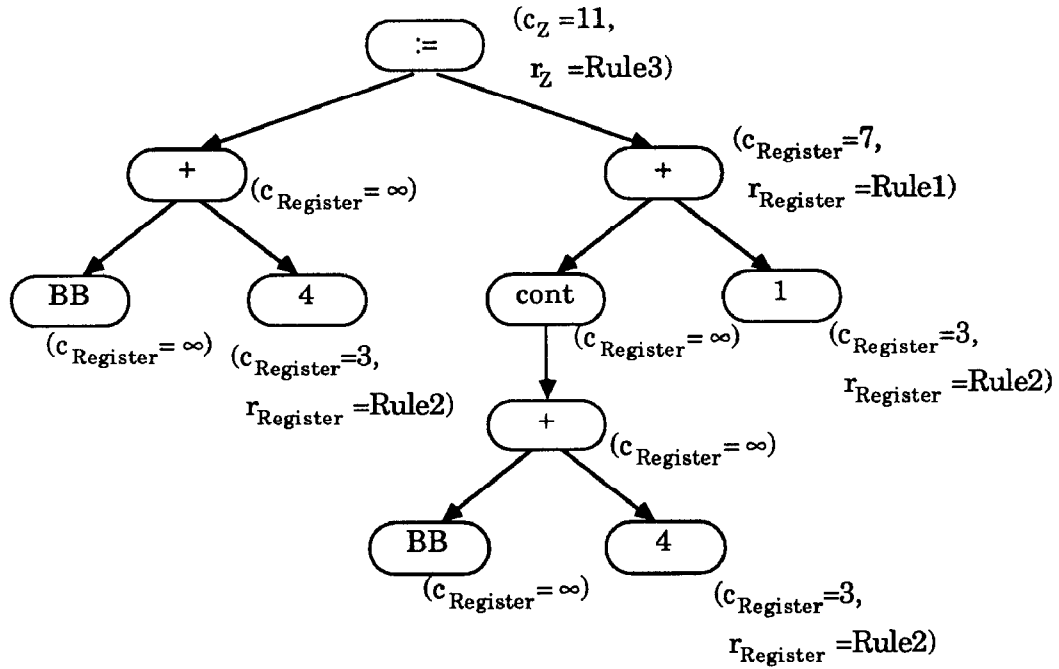 :=
(c_Z =11,
r_Z =Rule3)
+
(c_Register= ∞)
+
(c_Register=7,
r_Register =Rule1)
BB
(c_Register= ∞)
4
(c_Register=3,
r_Register =Rule2)
cont
(c_Register= ∞)
1
(c_Register=3,
r_Register =Rule2)
+
(c_Register= ∞)
BB
(c_Register= ∞)
4
(c_Register=3,
r_Register =Rule2)